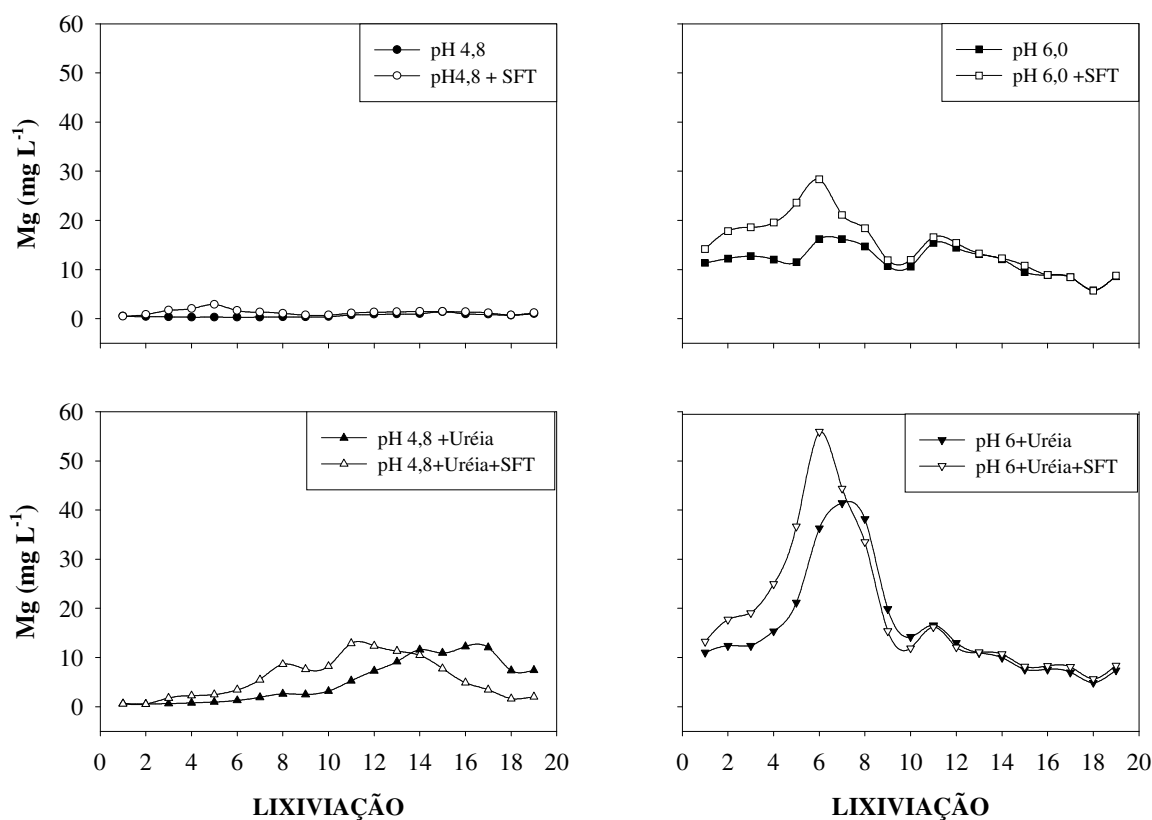 60
50
40
30
20
10
0
Mg (mg L-1)
pH 4,8
pH4,8 + SFT
pH 6,0
pH 6,0 +SFT
60
50
40
30
20
10
0
Mg (mg L-1)
pH 4,8 +Uréia
pH 4,8+Uréia+SFT
pH 6+Uréia
pH 6+Uréia+SFT
0 2 4 6 8 10 12 14 16 18 20
0 2 4 6 8 10 12 14 16 18 20
LIXIVIAÇÃO
LIXIVIAÇÃO